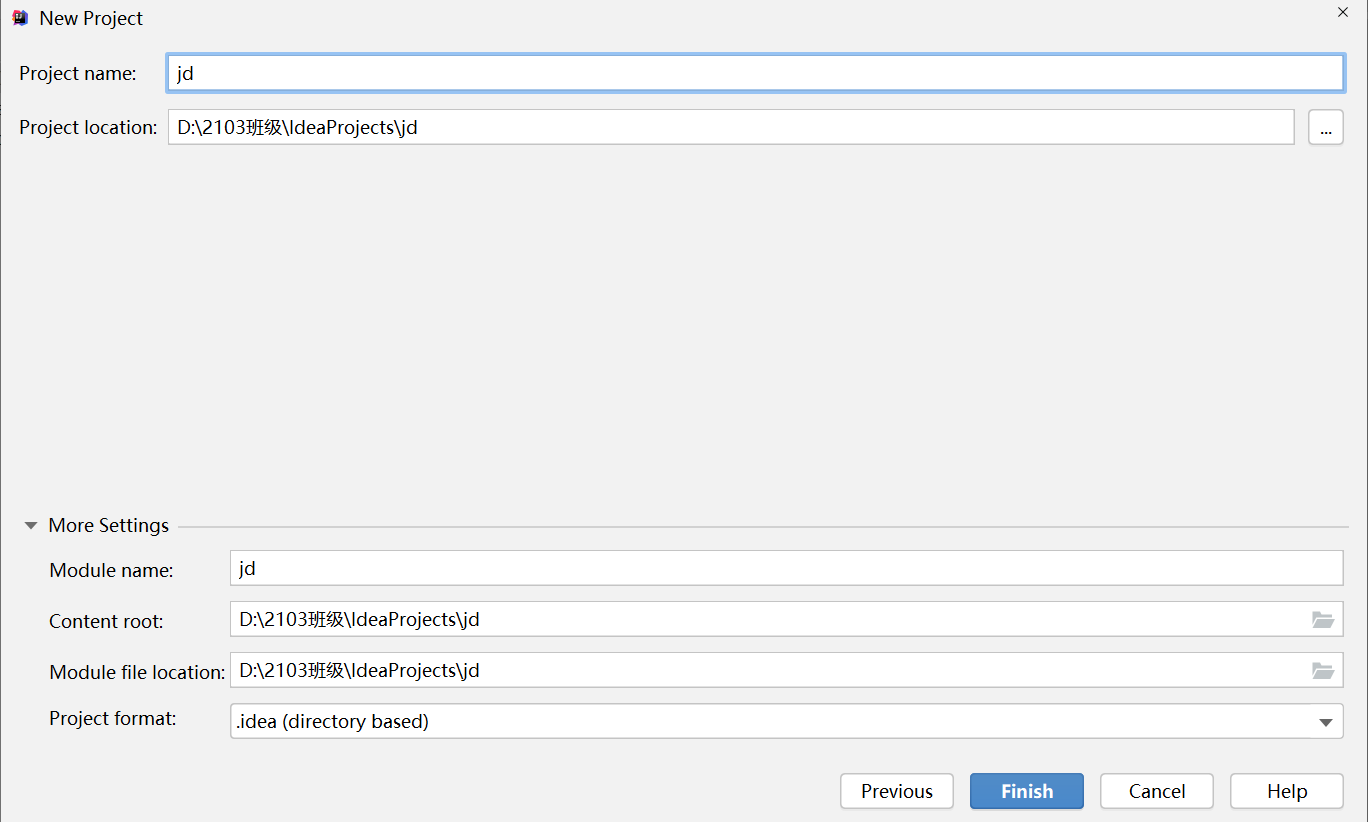 New Project
Project name: jd
Project location: D:\2103班级\IdeaProjects\jd ...
More Settings
Module name: jd
Content root: D:\2103班级\IdeaProjects\jd
Module file location: D:\2103班级\IdeaProjects\jd
Project format: .idea (directory based)
Previous Finish Cancel Help